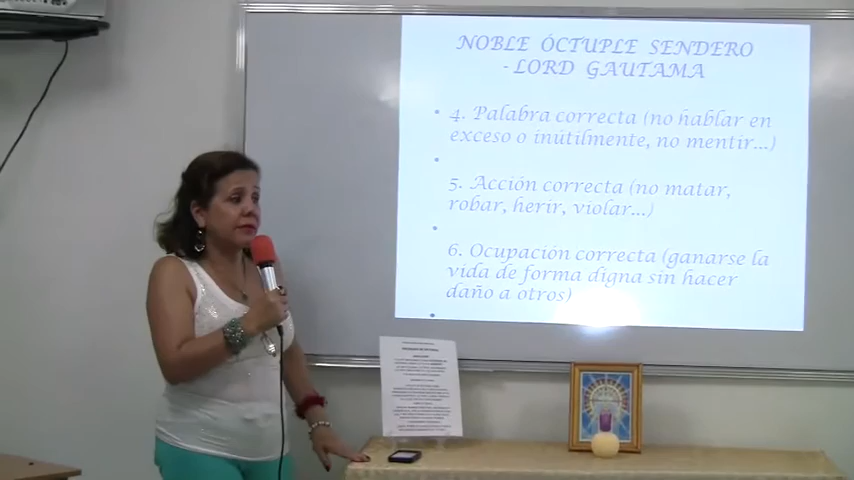 NOBLE ÓCTUPLE SENDERO
- LORD GAUTAMA
• 4. Palabra correcta (no hablar en
exceso o inútilmente, no mentir...)
•
5. Acción correcta (no matar,
robar, herir, violar...)
•
6. Ocupación correcta (ganarse la
vida de forma digna sin hacer
daño a otros)
•